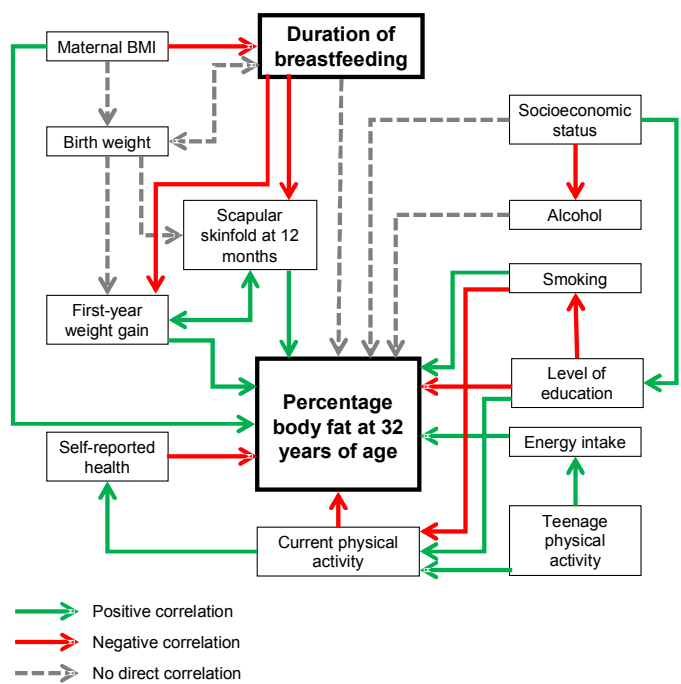 Maternal BMI
Duration of
breastfeeding
Birth weight
Socioeconomic
status
Scapular
skinfold at 12
months
Alcohol
First-year
weight gain
Smoking
Percentage
body fat at 32
years of age
Level of
education
Self-reported
health
Energy intake
Current physical
activity
Teenage
physical
activity
Positive correlation
Negative correlation
No direct correlation